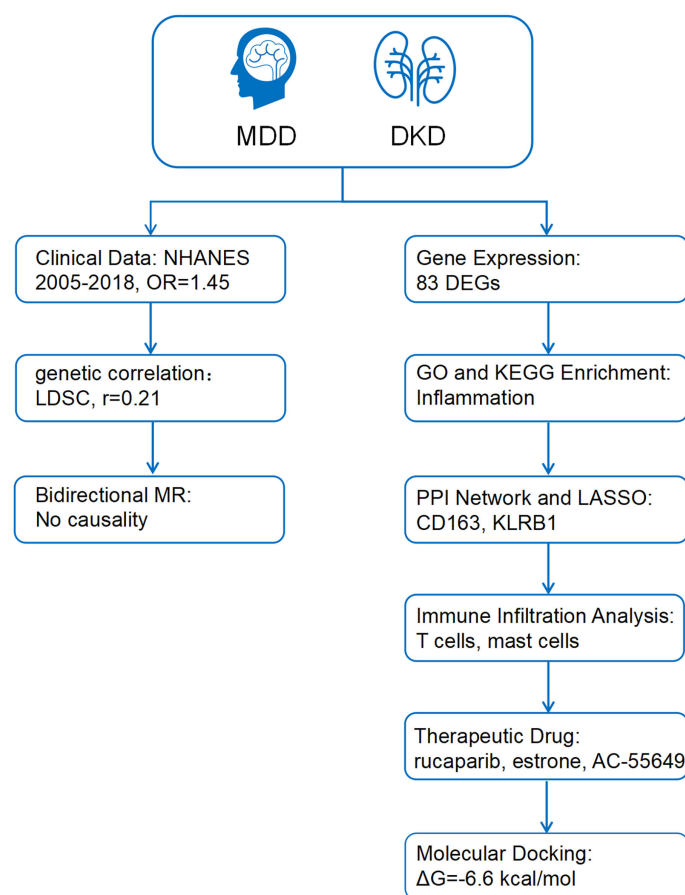 MDD
DKD
Clinical Data: NHANES
2005-2018, OR=1.45
genetic correlation：
LDSC, r=0.21
Bidirectional MR:
No causality
Gene Expression:
83 DEGs
GO and KEGG Enrichment:
Inflammation
PPI Network and LASSO:
CD163, KLRB1
Immune Infiltration Analysis:
T cells, mast cells
Therapeutic Drug:
rucaparib, estrone, AC-55649
Molecular Docking:
ΔG=-6.6 kcal/mol